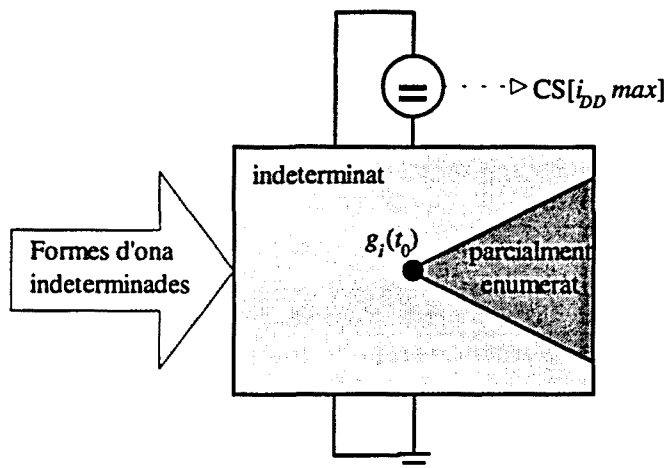 CS[i_DD max]
indeterminat
g_i(t_0)
Formes d'ona
indeterminades
parcialment
enumerat